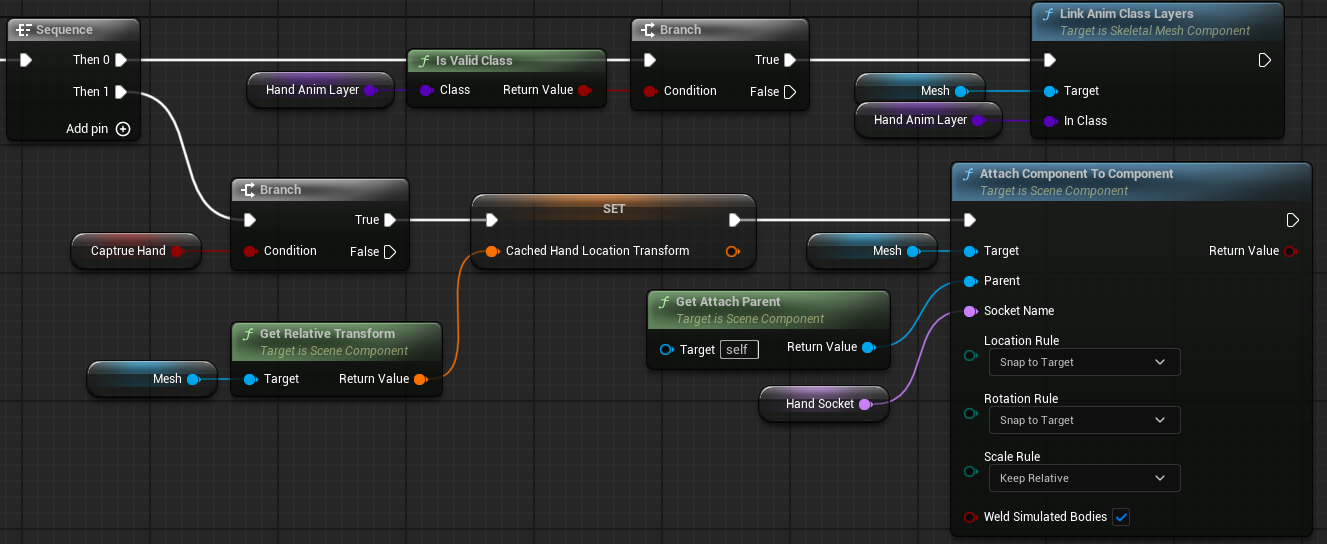 Sequence
Then 0
Then 1
Add pin
Hand Anim Layer
Is Valid Class
Class
Return Value
Branch
True
Condition
False
Mesh
Hand Anim Layer
Link Anim Class Layers
Target is Skeletal Mesh Component
Target
In Class
Branch
True
Captrue Hand
Condition
False
SET
Cached Hand Location Transform
Get Relative Transform
Target is Scene Component
Mesh
Target
Return Value
Get Attach Parent
Target is Scene Component
Target
self
Return Value
Hand Socket
Mesh
Attach Component To Component
Target is Scene Component
Target
Return Value
Parent
Socket Name
Location Rule
Snap to Target
Rotation Rule
Snap to Target
Scale Rule
Keep Relative
Weld Simulated Bodies